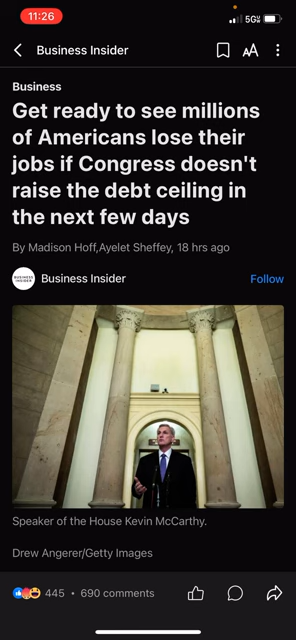 11:26
5G
Business Insider
AA
Business
Get ready to see millions
of Americans lose their
jobs if Congress doesn't
raise the debt ceiling in
the next few days
By Madison Hoff,Ayelet Sheffey, 18 hrs ago
BUSINESS
INSIDER
Business Insider
Follow
Speaker of the House Kevin McCarthy.
Drew Angerer/Getty Images
445 • 690 comments